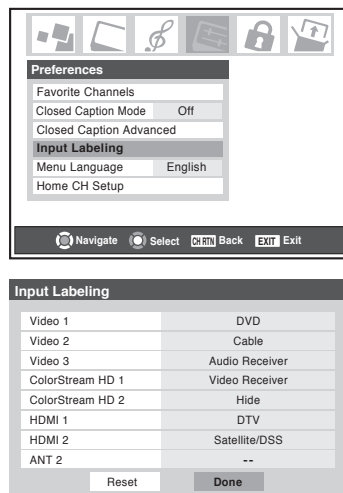 Preferences
Favorite Channels
Closed Caption Mode Off
Closed Caption Advanced
Input Labeling
Menu Language English
Home CH Setup
Navigate Select CH RTN Back EXIT Exit
Input Labeling
Video 1 DVD
Video 2 Cable
Video 3 Audio Receiver
ColorStream HD 1 Video Receiver
ColorStream HD 2 Hide
HDMI 1 DTV
HDMI 2 Satellite/DSS
ANT 2 --
Reset Done